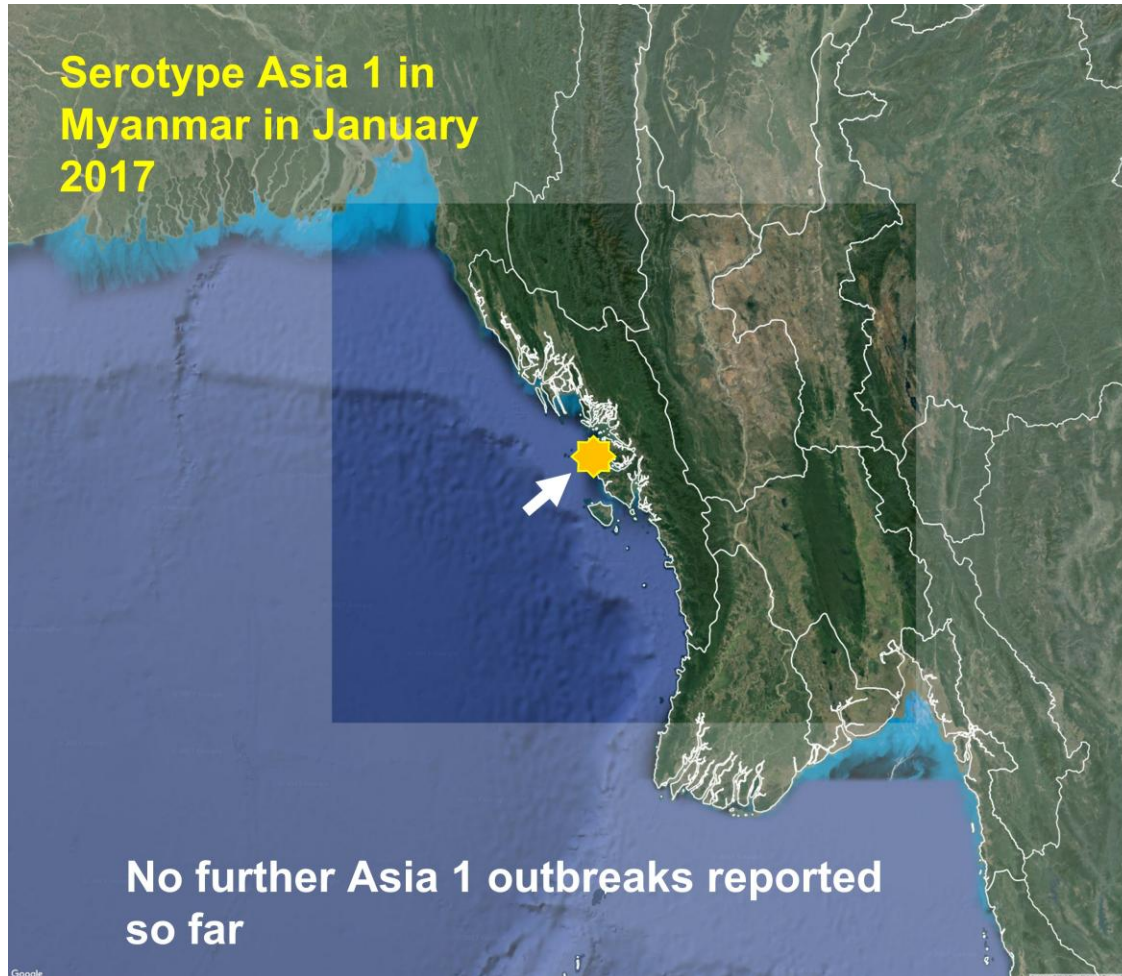 Serotype Asia 1 in
Myanmar in January
2017
No further Asia 1 outbreaks reported
so far
Google